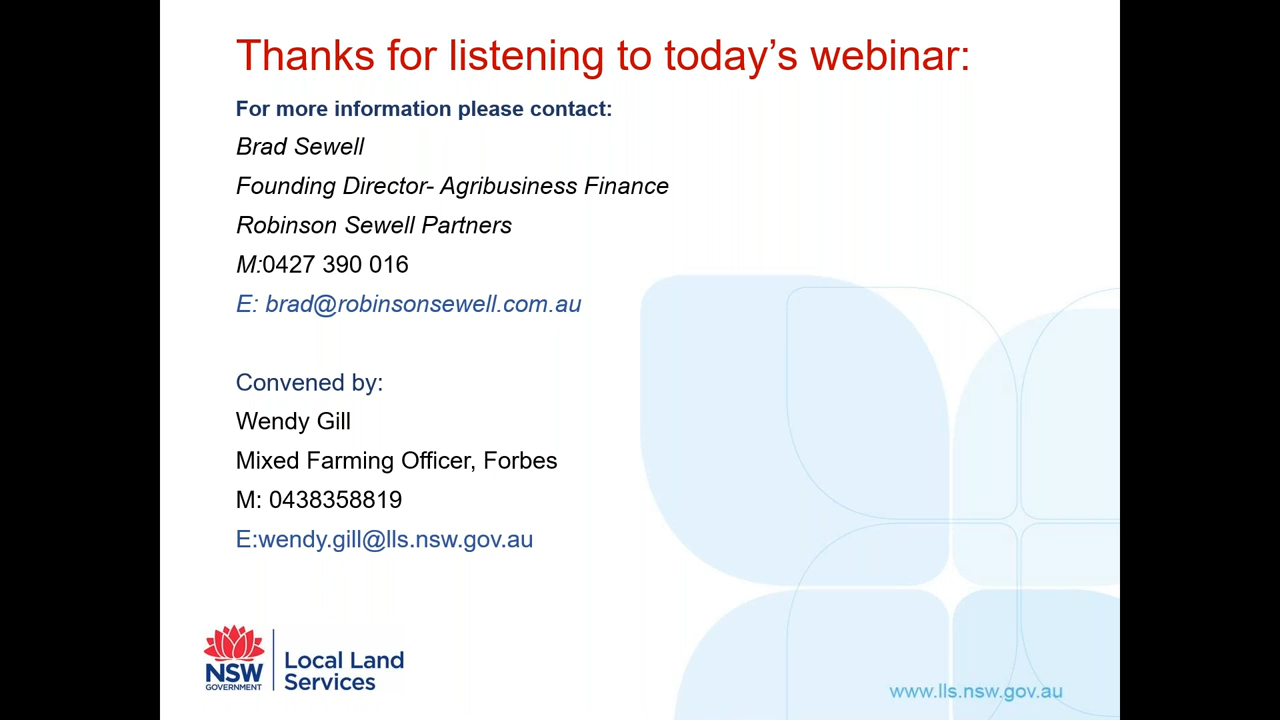 Thanks for listening to today’s webinar:
For more information please contact:
Brad Sewell
Founding Director- Agribusiness Finance
Robinson Sewell Partners
M:0427 390 016
E: brad@robinsonsewell.com.au
Convened by:
Wendy Gill
Mixed Farming Officer, Forbes
M: 0438358819
E:wendy.gill@lls.nsw.gov.au
NSW
GOVERNMENT
Local Land
Services
www.lls.nsw.gov.au